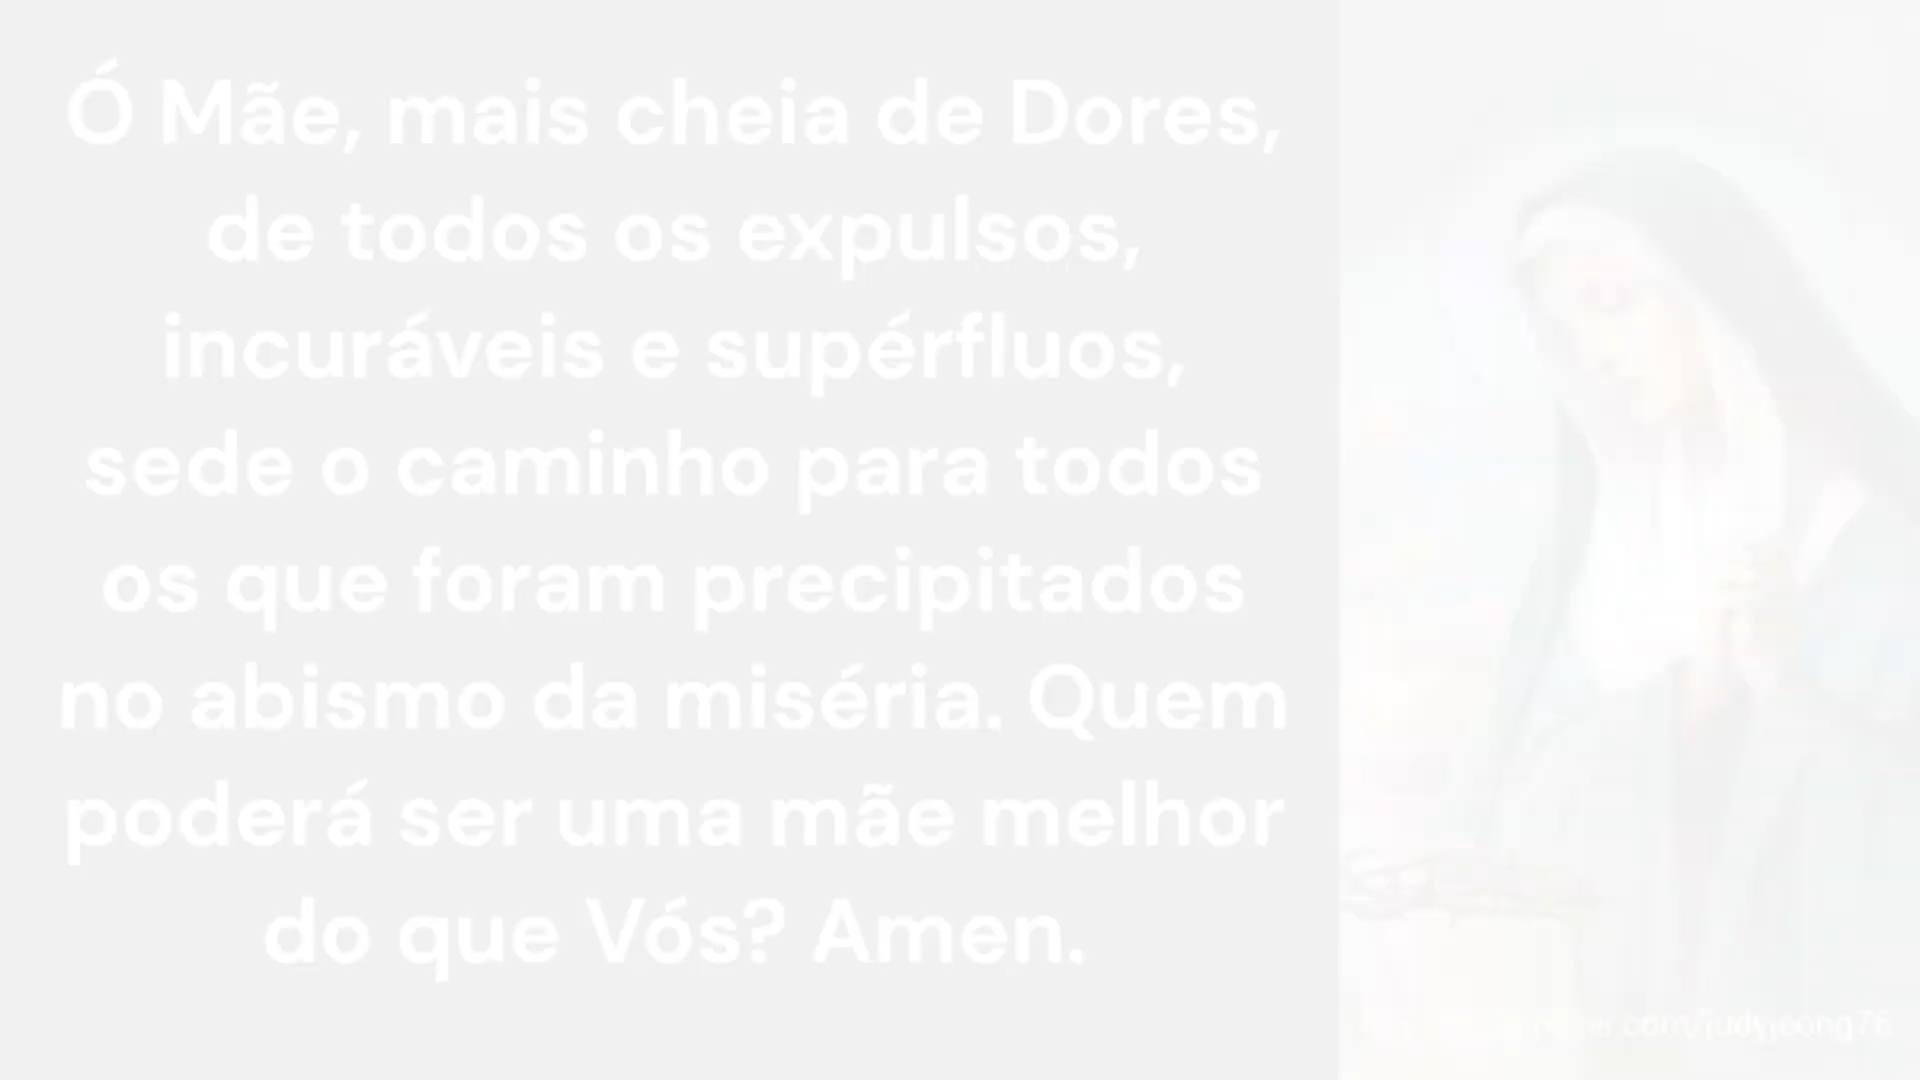 Ó Mãe, mais cheia de Dores,
de todos os expulsos,
incuráveis e supérfluos,
sede o caminho para todos
os que foram precipitados
no abismo da miséria. Quem
poderá ser uma mãe melhor
do que Vós? Amen.